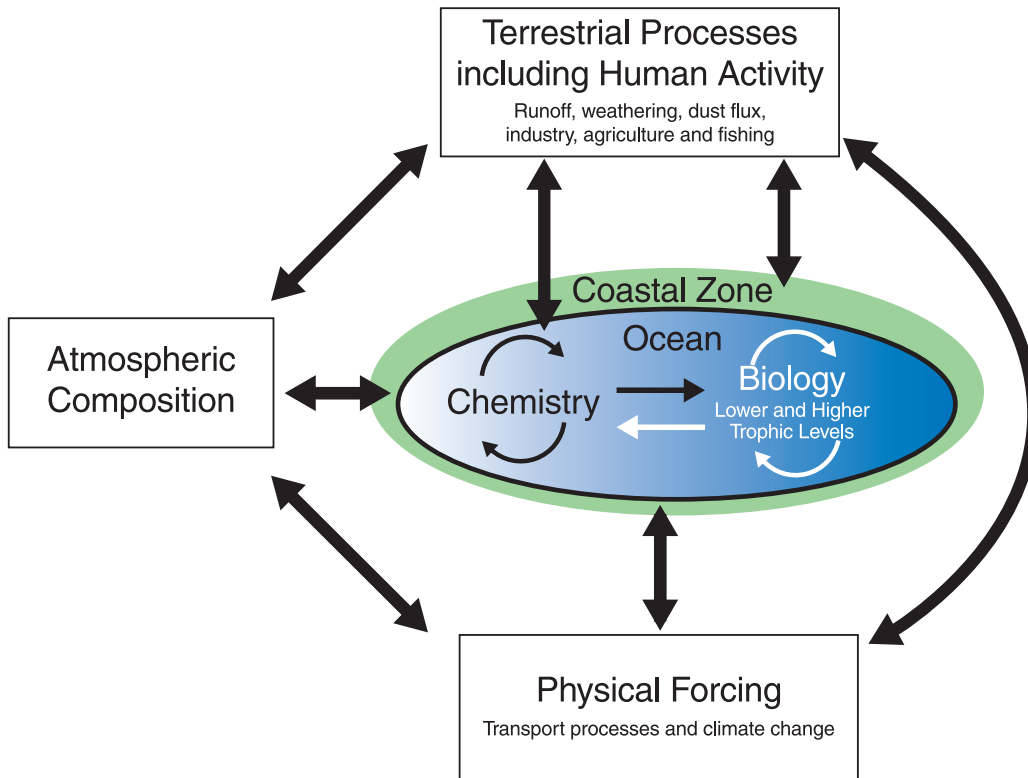 Terrestrial Processes
including Human Activity
Runoff, weathering, dust flux,
industry, agriculture and fishing
Coastal Zone
Ocean
Atmospheric
Composition
Chemistry
Biology
Lower and Higher
Trophic Levels
Physical Forcing
Transport processes and climate change